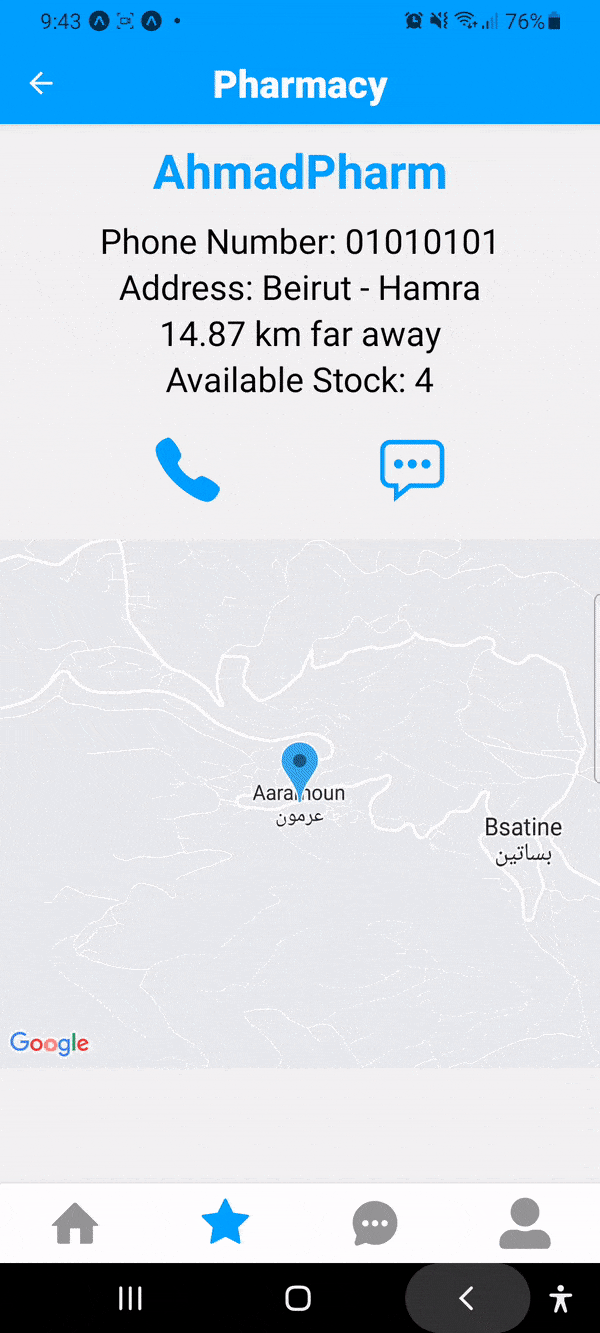 9:43
76%
Pharmacy
AhmadPharm
Phone Number: 01010101
Address: Beirut - Hamra
14.87 km far away
Available Stock: 4
Aaramoun
عرمون
Bsatine
بساتين
Google